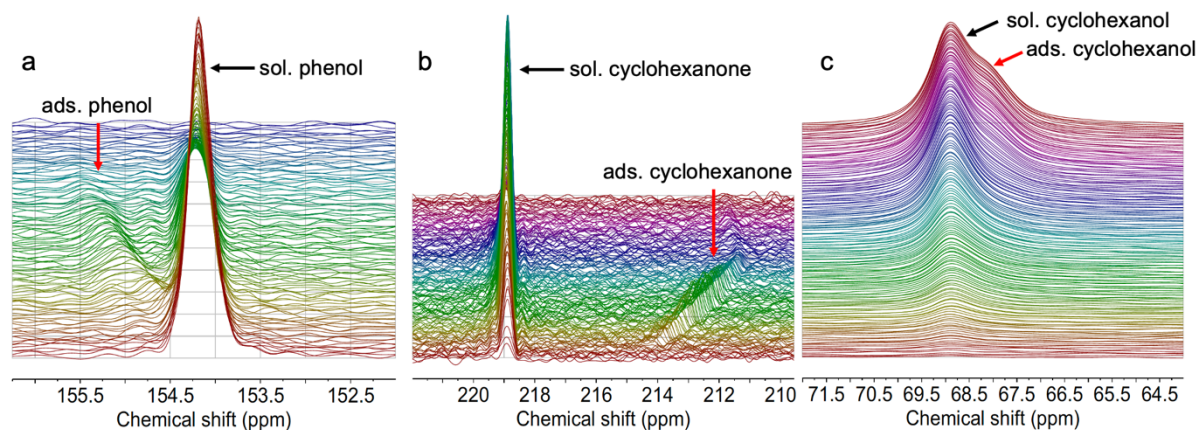 a
sol. phenol
ads. phenol
155.5 154.5 153.5 152.5
Chemical shift (ppm)
b
sol. cyclohexanone
ads. cyclohexanone
220 218 216 214 212 210
Chemical shift (ppm)
c
sol. cyclohexanol
ads. cyclohexanol
71.5 70.5 69.5 68.5 67.5 66.5 65.5 64.5
Chemical shift (ppm)